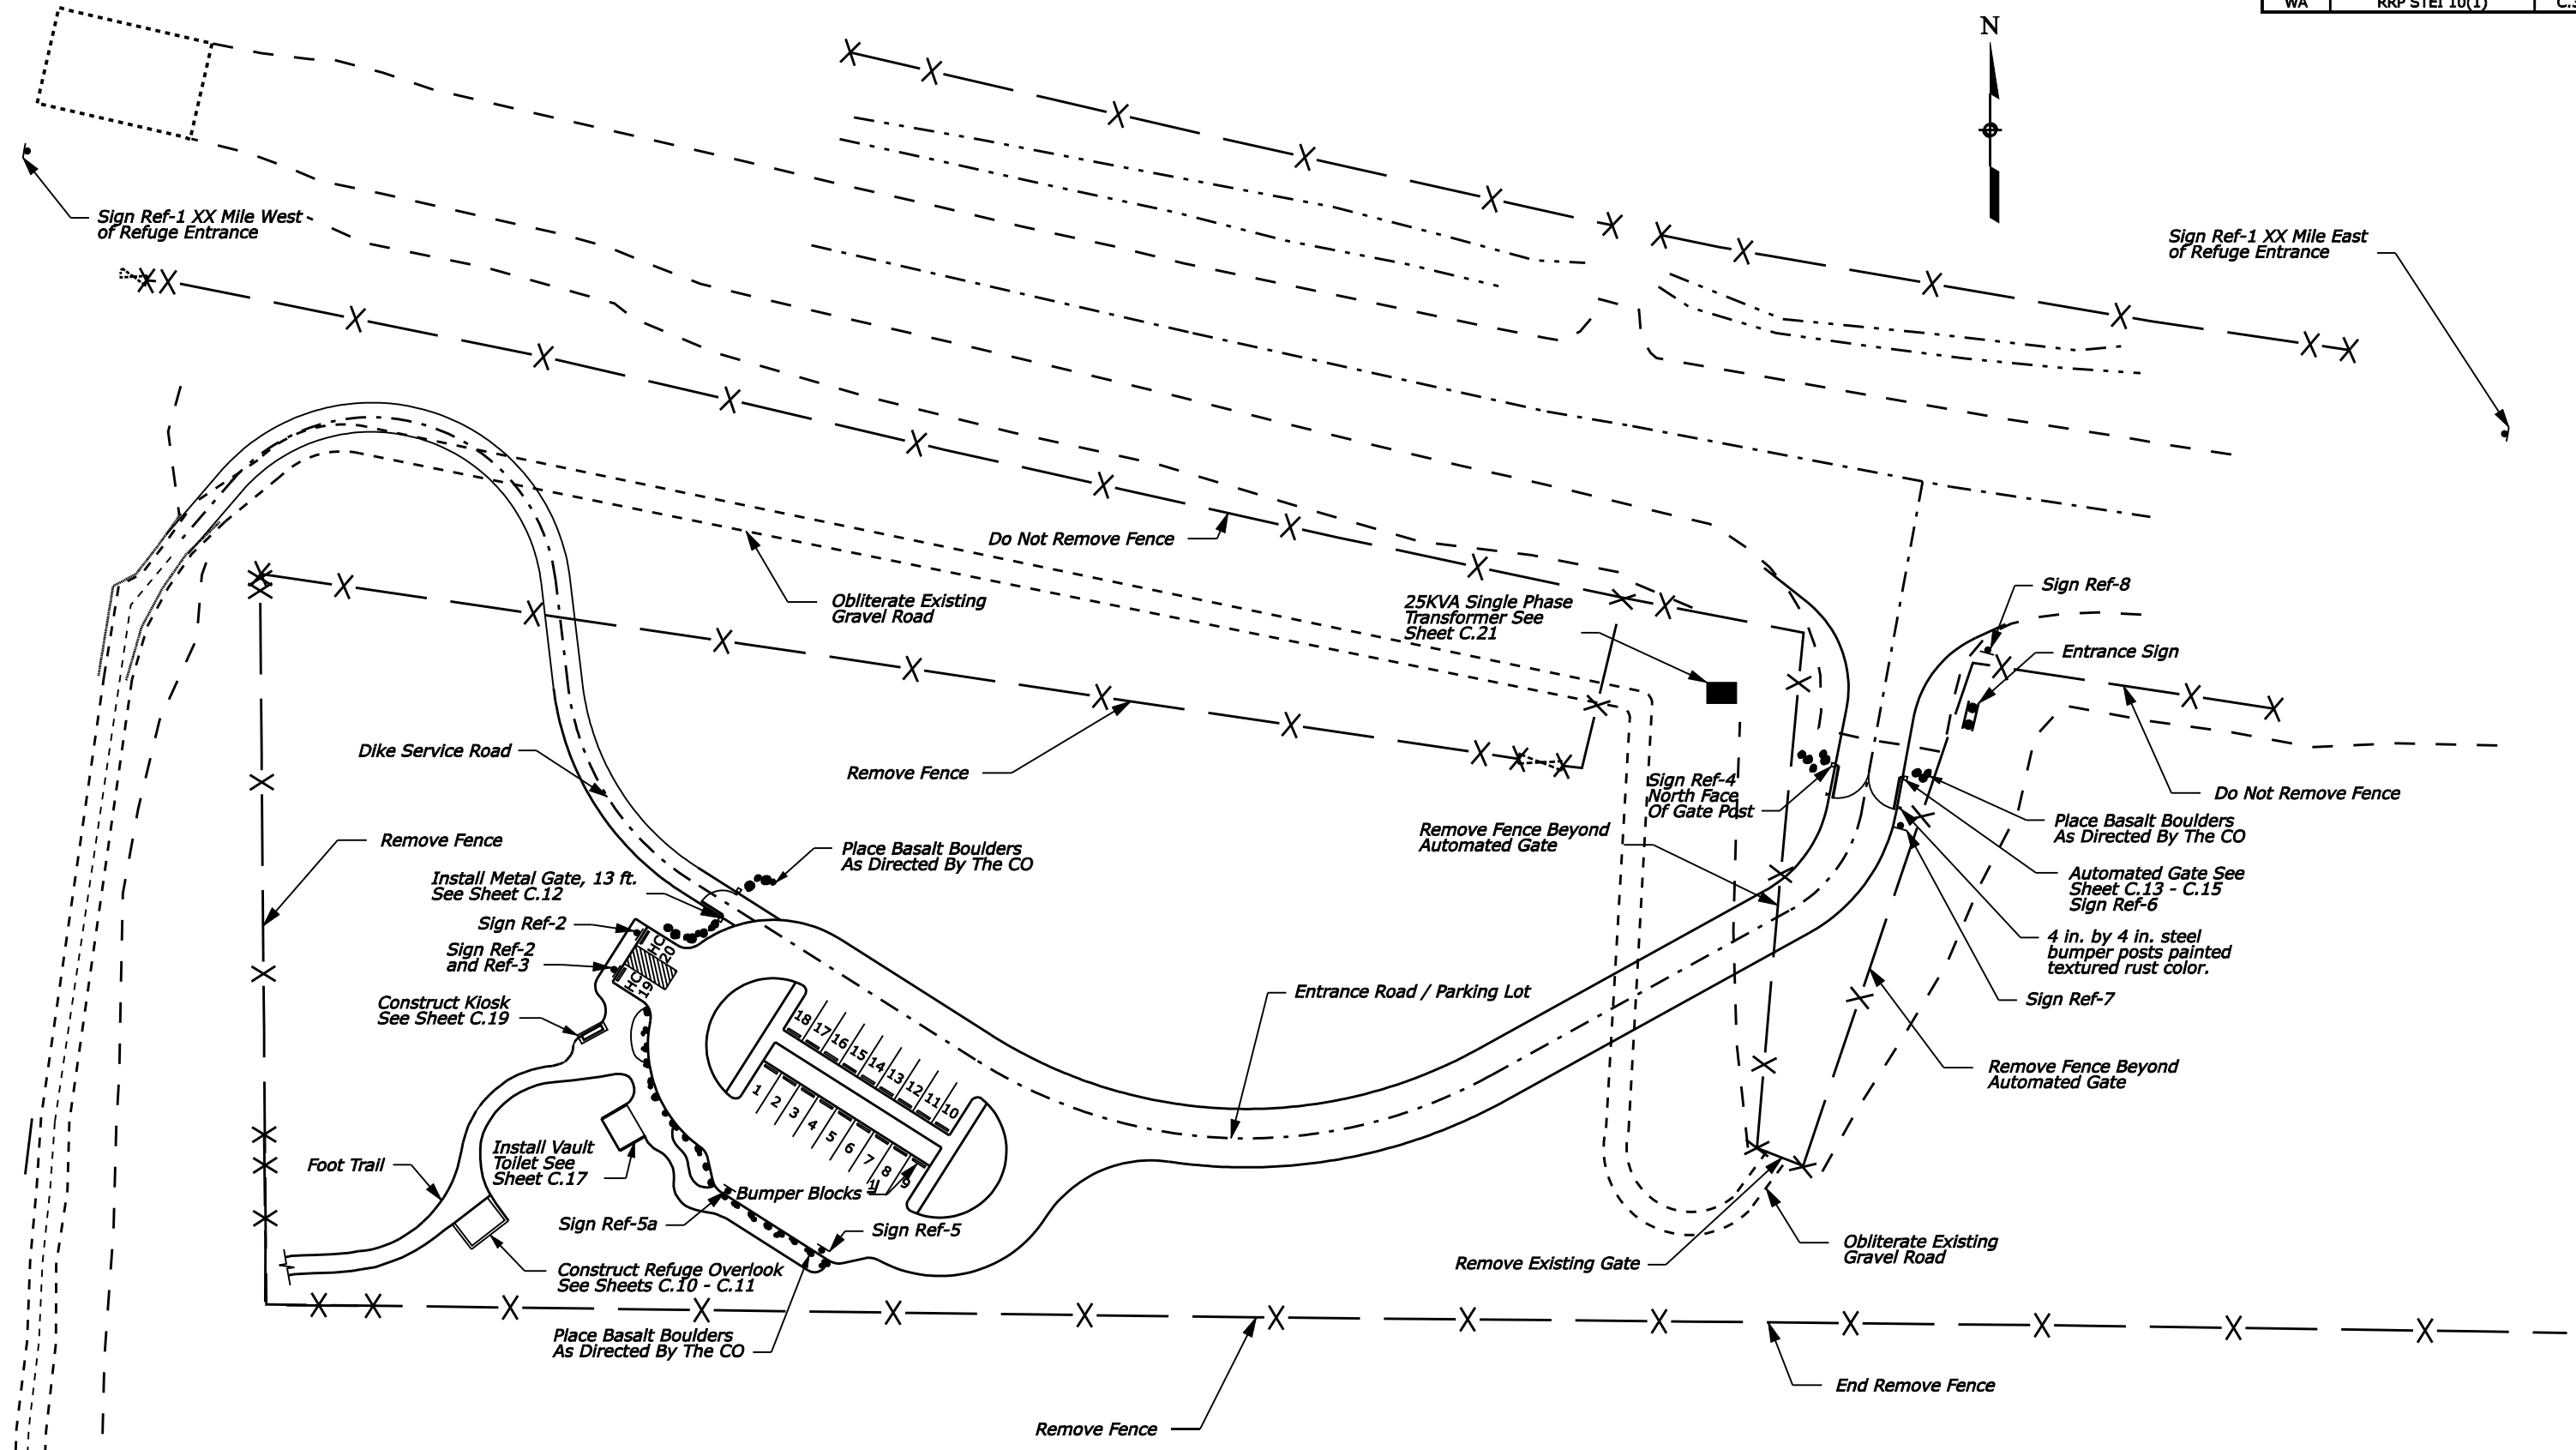 WA RRP STEI 10(1)
N
Sign Ref-1 XX Mile West
of Refuge Entrance
Sign Ref-1 XX Mile East
of Refuge Entrance
Do Not Remove Fence
Obliterate Existing
Gravel Road
25KVA Single Phase
Transformer See
Sheet C.21
Sign Ref-8
Entrance Sign
Dike Service Road
Remove Fence
Sign Ref-4
North Face
Of Gate Post
Do Not Remove Fence
Remove Fence
Remove Fence Beyond
Automated Gate
Place Basalt Boulders
As Directed By The CO
Place Basalt Boulders
As Directed By The CO
Install Metal Gate, 13 ft.
See Sheet C.12
Automated Gate See
Sheet C.13 - C.15
Sign Ref-6
Sign Ref-2
Sign Ref-2
and Ref-3
HC
20
HC
19
4 in. by 4 in. steel
bumper posts painted
textured rust color.
Construct Kiosk
See Sheet C.19
Entrance Road / Parking Lot
Sign Ref-7
18
17
16
15
14
13
12
11
10
1
2
3
4
5
6
7
8
9
Remove Fence Beyond
Automated Gate
Install Vault
Toilet See
Sheet C.17
Foot Trail
Bumper Blocks
Sign Ref-5a
Sign Ref-5
Obliterate Existing
Gravel Road
Remove Existing Gate
Construct Refuge Overlook
See Sheets C.10 - C.11
Place Basalt Boulders
As Directed By The CO
End Remove Fence
Remove Fence